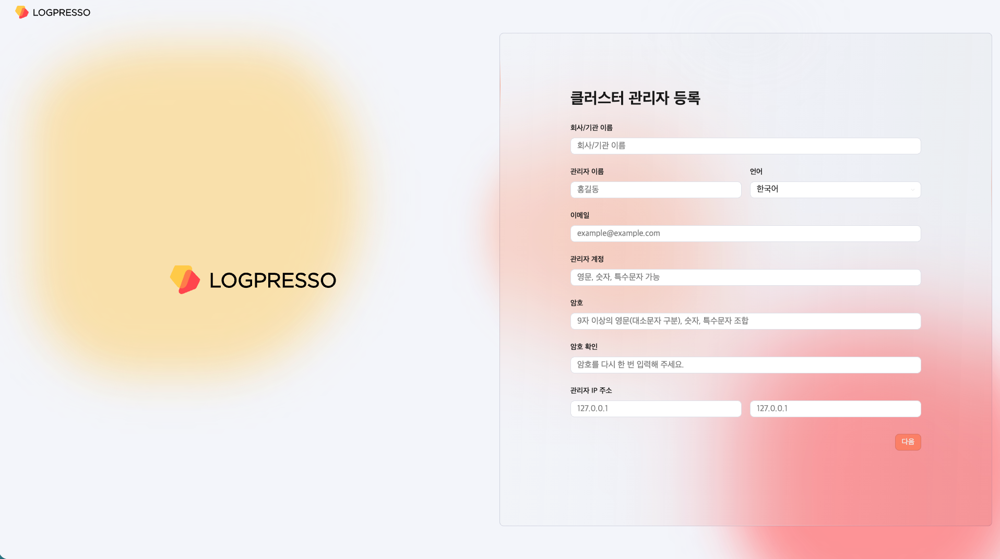 LOGPRESSO
LOGPRESSO
클러스터 관리자 등록
회사/기관 이름
회사/기관 이름
관리자 이름 언어
홍길동 한국어
이메일
example@example.com
관리자 계정
영문, 숫자, 특수문자 가능
암호
9자 이상의 영문(대소문자 구분), 숫자, 특수문자 조합
암호 확인
암호를 다시 한 번 입력해 주세요.
관리자 IP 주소
127.0.0.1 127.0.0.1
다음